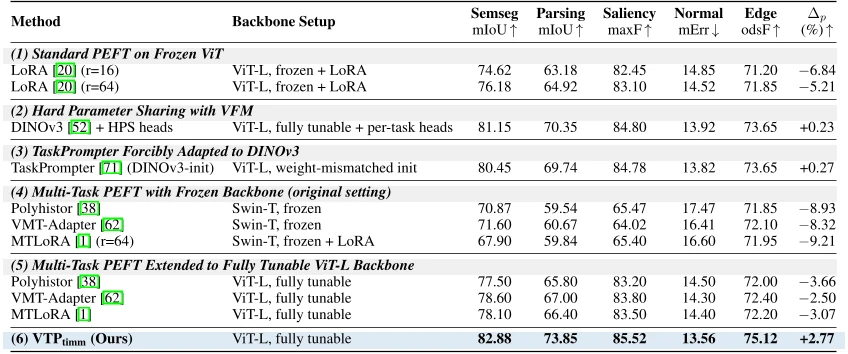 Method Backbone Setup Semseg Parsing Saliency Normal Edge Δp
mIoU↑ mIoU↑ maxF↑ mErr↓ odsF↑ (%)↑
(1) Standard PEFT on Frozen ViT
LoRA [20] (r=16) ViT-L, frozen + LoRA 74.62 63.18 82.45 14.85 71.20 −6.84
LoRA [20] (r=64) ViT-L, frozen + LoRA 76.18 64.92 83.10 14.52 71.85 −5.21
(2) Hard Parameter Sharing with VFM
DINOv3 [52] + HPS heads ViT-L, fully tunable + per-task heads 81.15 70.35 84.80 13.92 73.65 +0.23
(3) TaskPrompter Forcibly Adapted to DINOv3
TaskPrompter [71] (DINOv3-init) ViT-L, weight-mismatched init 80.45 69.74 84.78 13.82 73.65 +0.27
(4) Multi-Task PEFT with Frozen Backbone (original setting)
Polyhistor [38] Swin-T, frozen 70.87 59.54 65.47 17.47 71.85 −8.93
VMT-Adapter [62] Swin-T, frozen 71.60 60.67 64.02 16.41 72.10 −8.32
MTLoRA [1] (r=64) Swin-T, frozen + LoRA 67.90 59.84 65.40 16.60 71.95 −9.21
(5) Multi-Task PEFT Extended to Fully Tunable ViT-L Backbone
Polyhistor [38] ViT-L, fully tunable 77.50 65.80 83.20 14.50 72.00 −3.66
VMT-Adapter [62] ViT-L, fully tunable 78.60 67.00 83.80 14.30 72.40 −2.50
MTLoRA [1] ViT-L, fully tunable 78.10 66.40 83.50 14.40 72.20 −3.07
(6) VTPtimm (Ours) ViT-L, fully tunable 82.88 73.85 85.52 13.56 75.12 +2.77